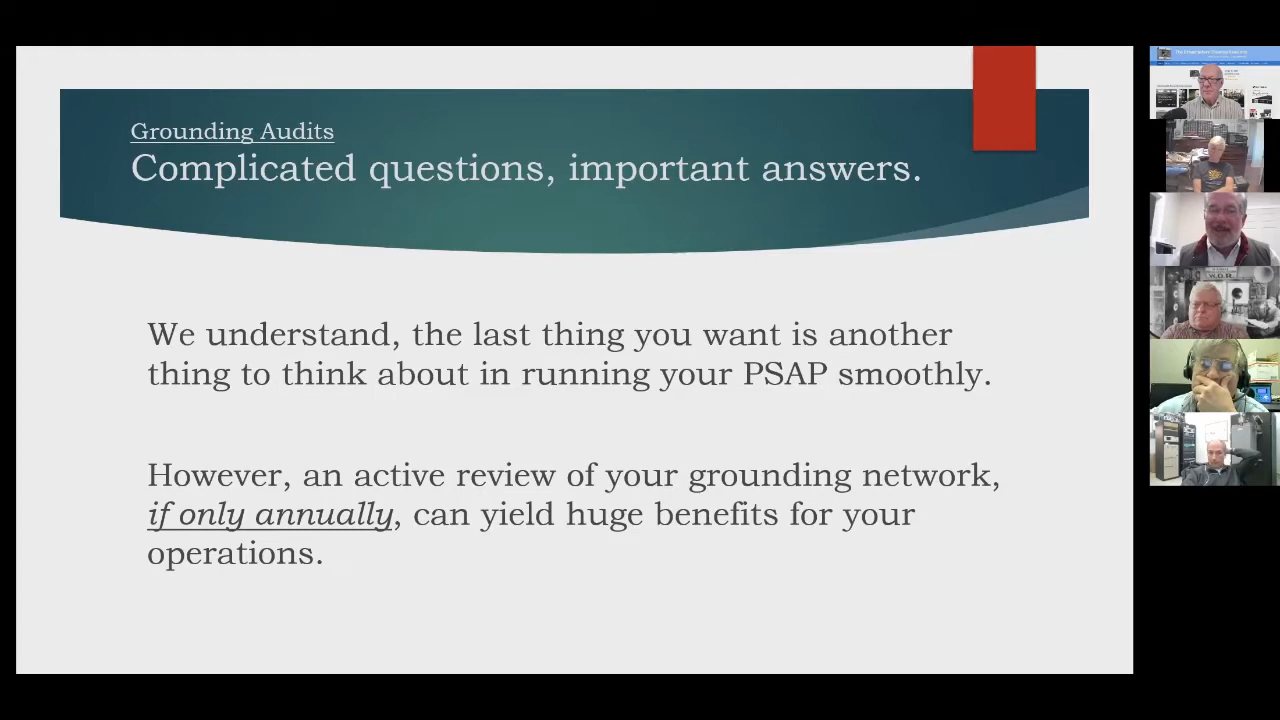 Grounding Audits
Complicated questions, important answers.
We understand, the last thing you want is another
thing to think about in running your PSAP smoothly.
However, an active review of your grounding network,
if only annually, can yield huge benefits for your
operations.
W.O.R.